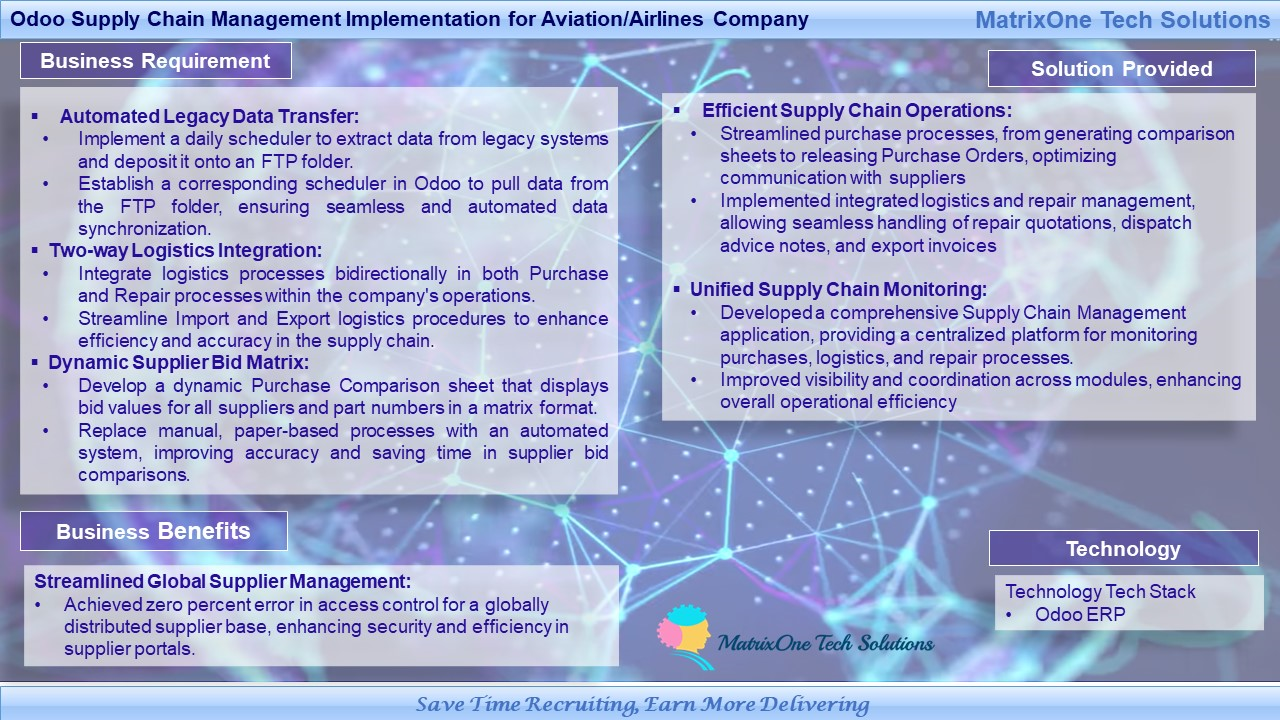 Odoo Supply Chain Management Implementation for Aviation/Airlines Company
MatrixOne Tech Solutions
Business Requirement
▪ Automated Legacy Data Transfer:
• Implement a daily scheduler to extract data from legacy systems
and deposit it onto an FTP folder.
• Establish a corresponding scheduler in Odoo to pull data from
the FTP folder, ensuring seamless and automated data
synchronization.
▪ Two-way Logistics Integration:
• Integrate logistics processes bidirectionally in both Purchase
and Repair processes within the company's operations.
• Streamline Import and Export logistics procedures to enhance
efficiency and accuracy in the supply chain.
▪ Dynamic Supplier Bid Matrix:
• Develop a dynamic Purchase Comparison sheet that displays
bid values for all suppliers and part numbers in a matrix format.
• Replace manual, paper-based processes with an automated
system, improving accuracy and saving time in supplier bid
comparisons.
Solution Provided
▪ Efficient Supply Chain Operations:
• Streamlined purchase processes, from generating comparison
sheets to releasing Purchase Orders, optimizing
communication with suppliers
• Implemented integrated logistics and repair management,
allowing seamless handling of repair quotations, dispatch
advice notes, and export invoices
▪ Unified Supply Chain Monitoring:
• Developed a comprehensive Supply Chain Management
application, providing a centralized platform for monitoring
purchases, logistics, and repair processes.
• Improved visibility and coordination across modules, enhancing
overall operational efficiency
Business Benefits
Streamlined Global Supplier Management:
• Achieved zero percent error in access control for a globally
distributed supplier base, enhancing security and efficiency in
supplier portals.
Technology
Technology Tech Stack
• Odoo ERP
MatrixOne Tech Solutions
Save Time Recruiting, Earn More Delivering